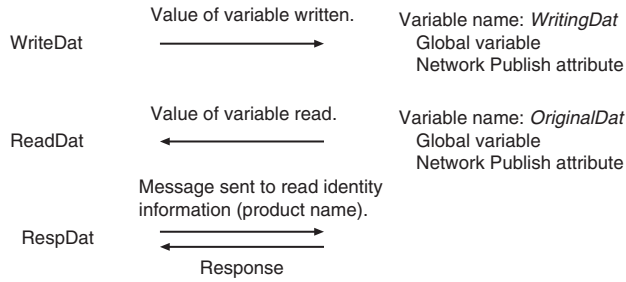 Value of variable written.
Variable name: WritingDat
WriteDat
Global variable
Network Publish attribute
Value of variable read.
Variable name: OriginalDat
ReadDat
Global variable
Network Publish attribute
Message sent to read identity
information (product name).
RespDat
Response